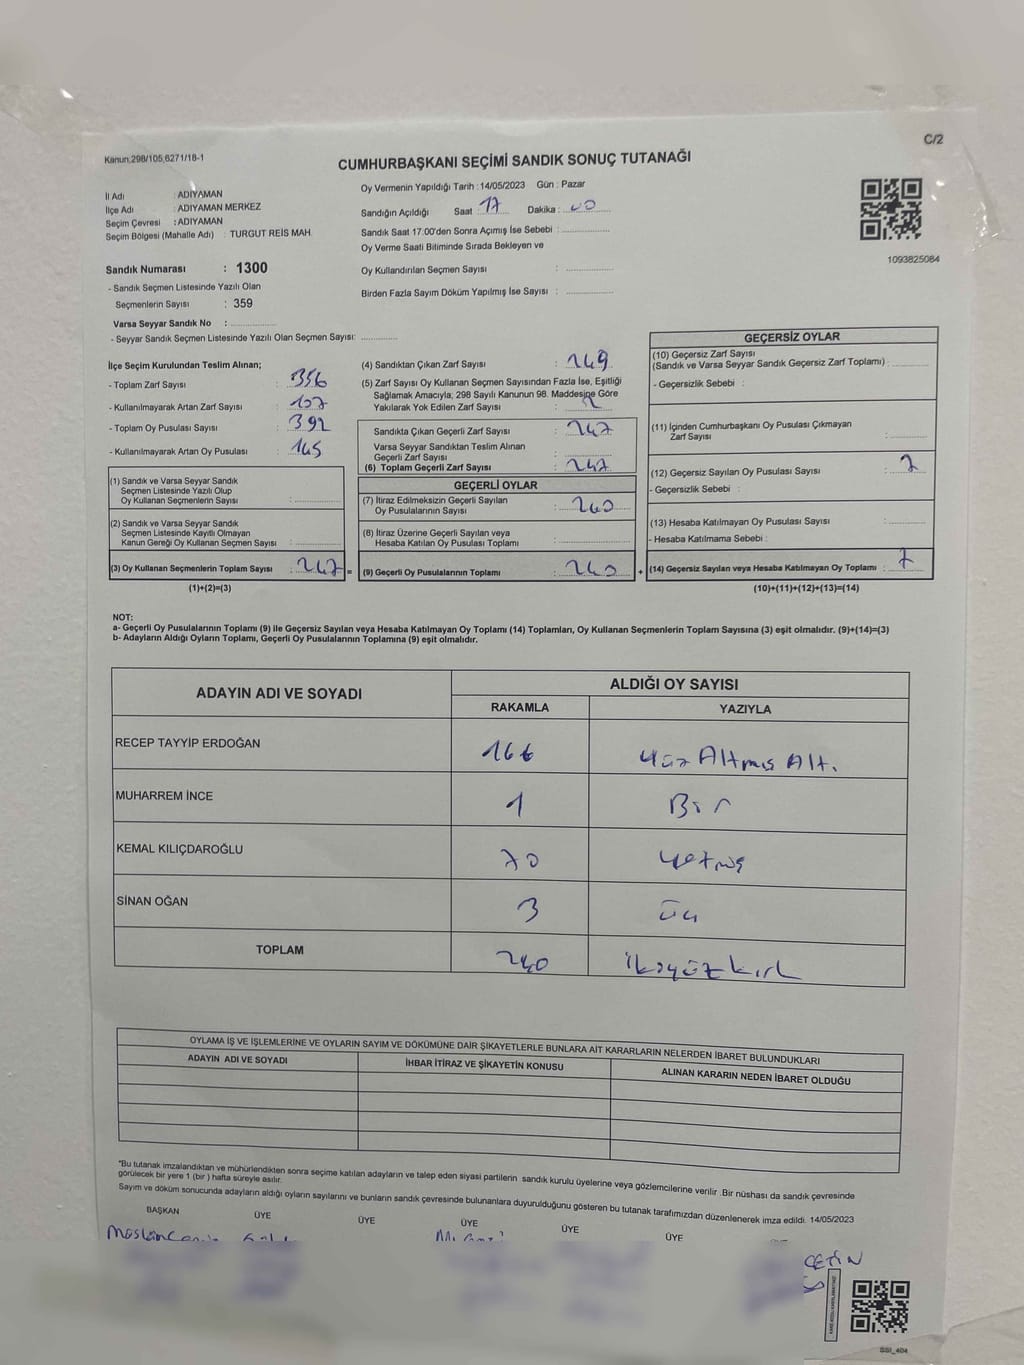 C/2
Kanun.298/105,6271/18-1
CUMHURBAŞKANI SEÇİMİ SANDIK SONUÇ TUTANAĞI
İl Adı : ADIYAMAN
İlçe Adı : ADIYAMAN MERKEZ
Seçim Çevresi : ADIYAMAN
Seçim Bölgesi (Mahalle Adı) : TURGUT REİS MAH.
Sandık Numarası : 1300
- Sandık Seçmen Listesinde Yazılı Olan
Seçmenlerin Sayısı : 359
Varsa Seyyar Sandık No :
- Seyyar Sandık Seçmen Listesinde Yazılı Olan Seçmen Sayısı:
Oy Vermenin Yapıldığı Tarih : 14/05/2023 Gün : Pazar
Sandığın Açıldığı Saat : 17 Dakika : 00
Sandık Saat 17.00'den Sonra Açımış İse Sebebi :
Oy Verme Saati Bitiminde Sırada Bekleyen ve
Oy Kullandırılan Seçmen Sayısı :
Birden Fazla Sayım Döküm Yapılmış İse Sayısı :
1093825084
İlçe Seçim Kurulundan Teslim Alınan;
- Toplam Zarf Sayısı : 356
- Kullanılmayarak Artan Zarf Sayısı : 107
- Toplam Oy Pusulası Sayısı : 392
- Kullanılmayarak Artan Oy Pusulası : 145
(1) Sandık ve Varsa Seyyar Sandık
Seçmen Listesinde Yazılı Olup
Oy Kullanan Seçmenlerin Sayısı :
(2) Sandık ve Varsa Seyyar Sandık
Seçmen Listesinde Kayıtlı Olmayan
Kanun Gereği Oy Kullanan Seçmen Sayısı :
(3) Oy Kullanan Seçmenlerin Toplam Sayısı : 247 =
(1)+(2)=(3)
(4) Sandıktan Çıkan Zarf Sayısı : 249
(5) Zarf Sayısı Oy Kullanan Seçmen Sayısından Fazla İse, Eşitliği
Sağlamak Amacıyla, 298 Sayılı Kanunun 98. Maddesine Göre
Yakılarak Yok Edilen Zarf Sayısı : 2
Sandıkta Çıkan Geçerli Zarf Sayısı : 247
Varsa Seyyar Sandıktan Teslim Alınan
Geçerli Zarf Sayısı :
(6) Toplam Geçerli Zarf Sayısı : 247
GEÇERLİ OYLAR
(7) İtiraz Edilmeksizin Geçerli Sayılan
Oy Pusulalarının Sayısı : 240
(8) İtiraz Üzerine Geçerli Sayılan veya
Hesaba Katılan Oy Pusulası Toplamı :
(9) Geçerli Oy Pusulalarının Toplamı : 240 +
GEÇERSİZ OYLAR
(10) Geçersiz Zarf Sayısı
(Sandık ve Varsa Seyyar Sandık Geçersiz Zarf Toplamı) :
- Geçersizlik Sebebi :
(11) İçinden Cumhurbaşkanı Oy Pusulası Çıkmayan
Zarf Sayısı :
(12) Geçersiz Sayılan Oy Pusulası Sayısı : 7
- Geçersizlik Sebebi :
(13) Hesaba Katılmayan Oy Pusulası Sayısı :
- Hesaba Katılmama Sebebi :
(14) Geçersiz Sayılan veya Hesaba Katılmayan Oy Toplamı : 7
(10)+(11)+(12)+(13)=(14)
NOT:
a- Geçerli Oy Pusulalarının Toplamı (9) ile Geçersiz Sayılan veya Hesaba Katılmayan Oy Toplamı (14) Toplamları, Oy Kullanan Seçmenlerin Toplam Sayısına (3) eşit olmalıdır. (9)+(14)=(3)
b- Adayların Aldığı Oyların Toplamı, Geçerli Oy Pusulalarının Toplamına (9) eşit olmalıdır.
ADAYIN ADI VE SOYADI ALDIĞI OY SAYISI
RAKAMLA YAZIYLA
RECEP TAYYİP ERDOĞAN 166 Yüz Altmış Alt.
MUHARREM İNCE 1 Bir
KEMAL KILIÇDAROĞLU 70 Yetmiş
SİNAN OĞAN 3 üç
TOPLAM 240 ikiyüzkırk
OYLAMA İŞ VE İŞLEMLERİNE VE OYLARIN SAYIM VE DÖKÜMÜNE DAİR ŞİKAYETLERLE BUNLARA AİT KARARLARIN NELERDEN İBARET BULUNDUKLARI
ADAYIN ADI VE SOYADI İHBAR İTİRAZ VE ŞİKAYETİN KONUSU ALINAN KARARIN NEDEN İBARET OLDUĞU
*Bu tutanak imzalandıktan ve mühürlendikten sonra seçime katılan adayların ve talep eden siyasi partilerin sandık kurulu üyelerine veya gözlemcilerine verilir .Bir nüshası da sandık çevresinde
görülecek bir yere 1 (bir ) hafta süreyle asılır.
Sayım ve döküm sonucunda adayların aldığı oyların sayılarını ve bunların sandık çevresinde bulunanlara duyurulduğunu gösteren bu tutanak tarafımızdan düzenlenerek imza edildi. 14/05/2023
BAŞKAN ÜYE ÜYE ÜYE ÜYE ÜYE
ÇETİN
SSI_404